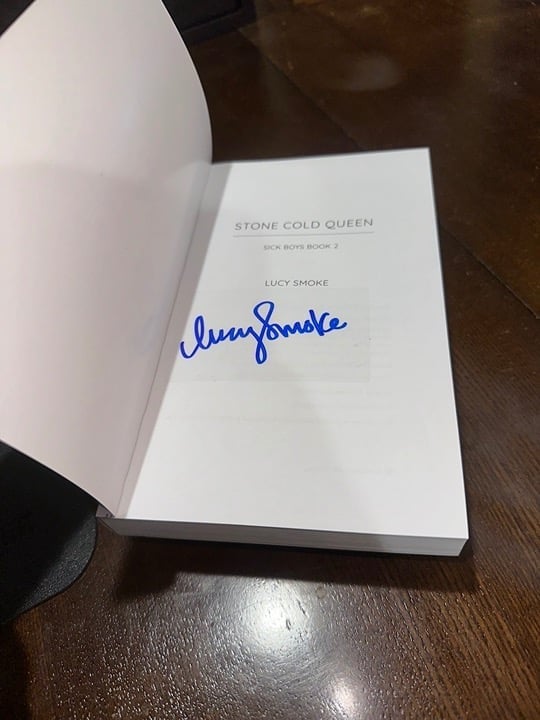 STONE COLD QUEEN
SICK BOYS BOOK 2
LUCY SMOKE
Lucy Smoke